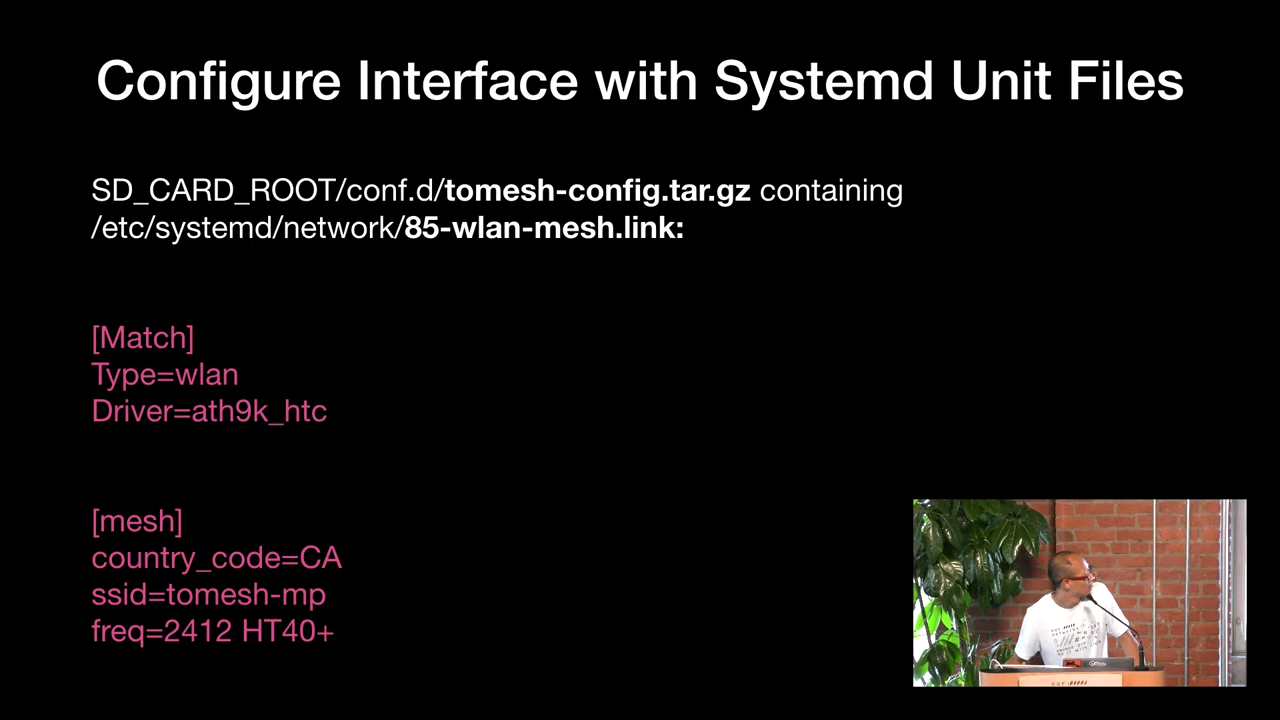 Configure Interface with Systemd Unit Files
SD_CARD_ROOT/conf.d/tomesh-config.tar.gz containing
/etc/systemd/network/85-wlan-mesh.link:
[Match]
Type=wlan
Driver=ath9k_htc
[mesh]
country_code=CA
ssid=tomesh-mp
freq=2412 HT40+